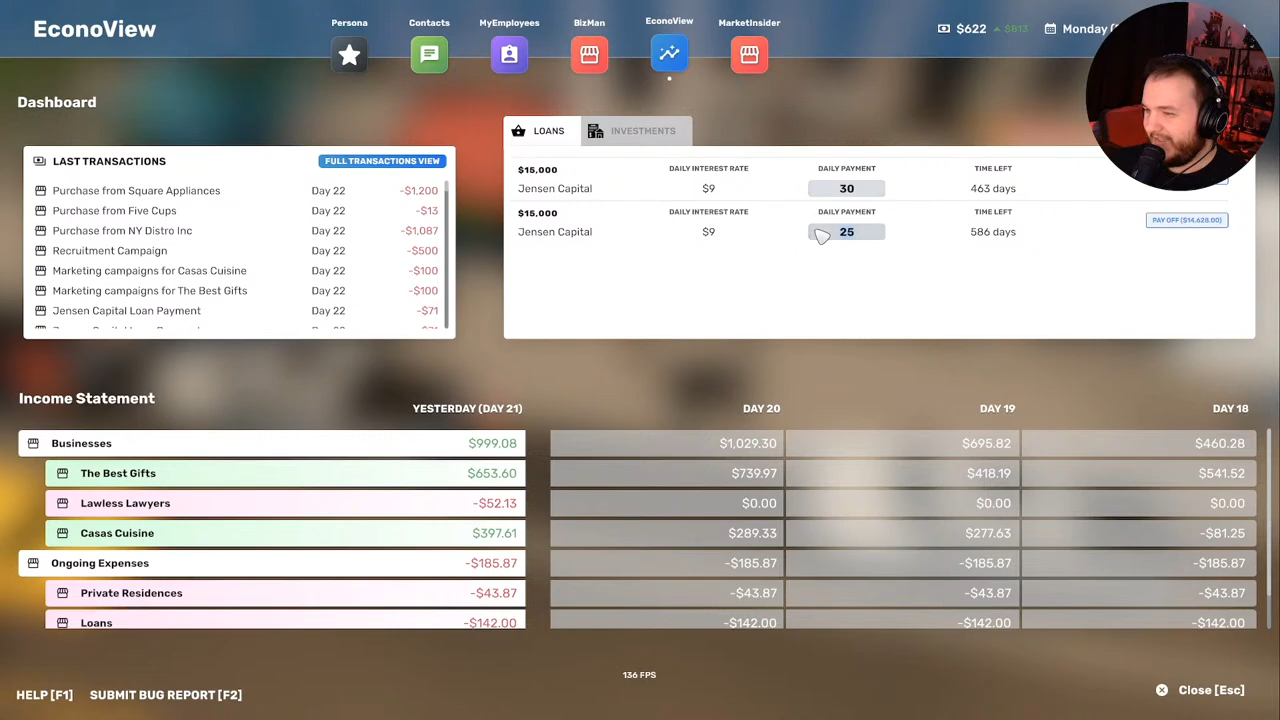 EconoView
Persona
Contacts
MyEmployees
BizMan
EconoView
MarketInsider
$622
$813
Monday
Dashboard
LAST TRANSACTIONS
FULL TRANSACTIONS VIEW
Purchase from Square Appliances Day 22 -$1,200
Purchase from Five Cups Day 22 -$13
Purchase from NY Distro Inc Day 22 -$1,087
Recruitment Campaign Day 22 -$500
Marketing campaigns for Casas Cuisine Day 22 -$100
Marketing campaigns for The Best Gifts Day 22 -$100
Jensen Capital Loan Payment Day 22 -$71
LOANS
INVESTMENTS
$15,000 DAILY INTEREST RATE DAILY PAYMENT TIME LEFT
Jensen Capital $9 30 463 days
$15,000 DAILY INTEREST RATE DAILY PAYMENT TIME LEFT
Jensen Capital $9 25 586 days
PAY OFF ($14,628.00)
Income Statement
YESTERDAY (DAY 21) DAY 20 DAY 19 DAY 18
Businesses $999.08 $1,029.30 $695.82 $460.28
The Best Gifts $653.60 $739.97 $418.19 $541.52
Lawless Lawyers -$52.13 $0.00 $0.00 $0.00
Casas Cuisine $397.61 $289.33 $277.63 -$81.25
Ongoing Expenses -$185.87 -$185.87 -$185.87 -$185.87
Private Residences -$43.87 -$43.87 -$43.87 -$43.87
Loans -$142.00 -$142.00 -$142.00 -$142.00
136 FPS
HELP [F1]
SUBMIT BUG REPORT [F2]
Close [Esc]